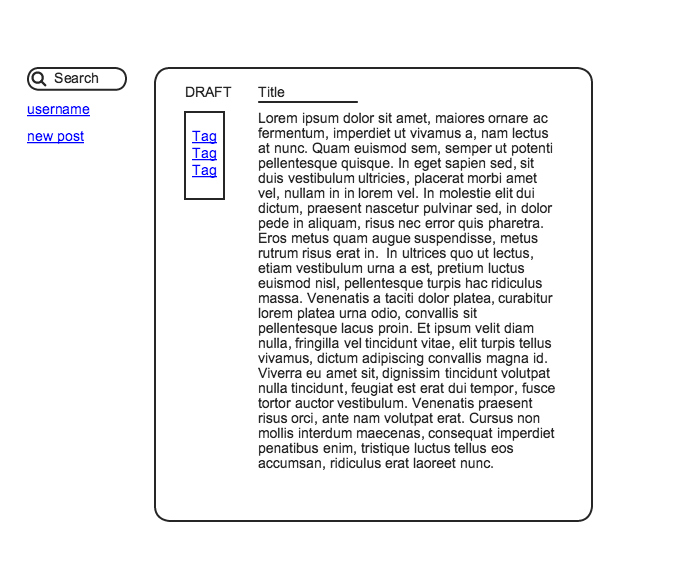 Search
username
new post
DRAFT
Title
Tag
Tag
Tag
Lorem ipsum dolor sit amet, maiores ornare ac
fermentum, imperdiet ut vivamus a, nam lectus
at nunc. Quam euismod sem, semper ut potenti
pellentesque quisque. In eget sapien sed, sit
duis vestibulum ultricies, placerat morbi amet
vel, nullam in in lorem vel. In molestie elit dui
dictum, praesent nascetur pulvinar sed, in dolor
pede in aliquam, risus nec error quis pharetra.
Eros metus quam augue suspendisse, metus
rutrum risus erat in.  In ultrices quo ut lectus,
etiam vestibulum urna a est, pretium luctus
euismod nisl, pellentesque turpis hac ridiculus
massa. Venenatis a taciti dolor platea, curabitur
lorem platea urna odio, convallis sit
pellentesque lacus proin. Et ipsum velit diam
nulla, fringilla vel tincidunt vitae, elit turpis tellus
vivamus, dictum adipiscing convallis magna id.
Viverra eu amet sit, dignissim tincidunt volutpat
nulla tincidunt, feugiat est erat dui tempor, fusce
tortor auctor vestibulum. Venenatis praesent
risus orci, ante nam volutpat erat. Cursus non
mollis interdum maecenas, consequat imperdiet
penatibus enim, tristique luctus tellus eos
accumsan, ridiculus erat laoreet nunc.